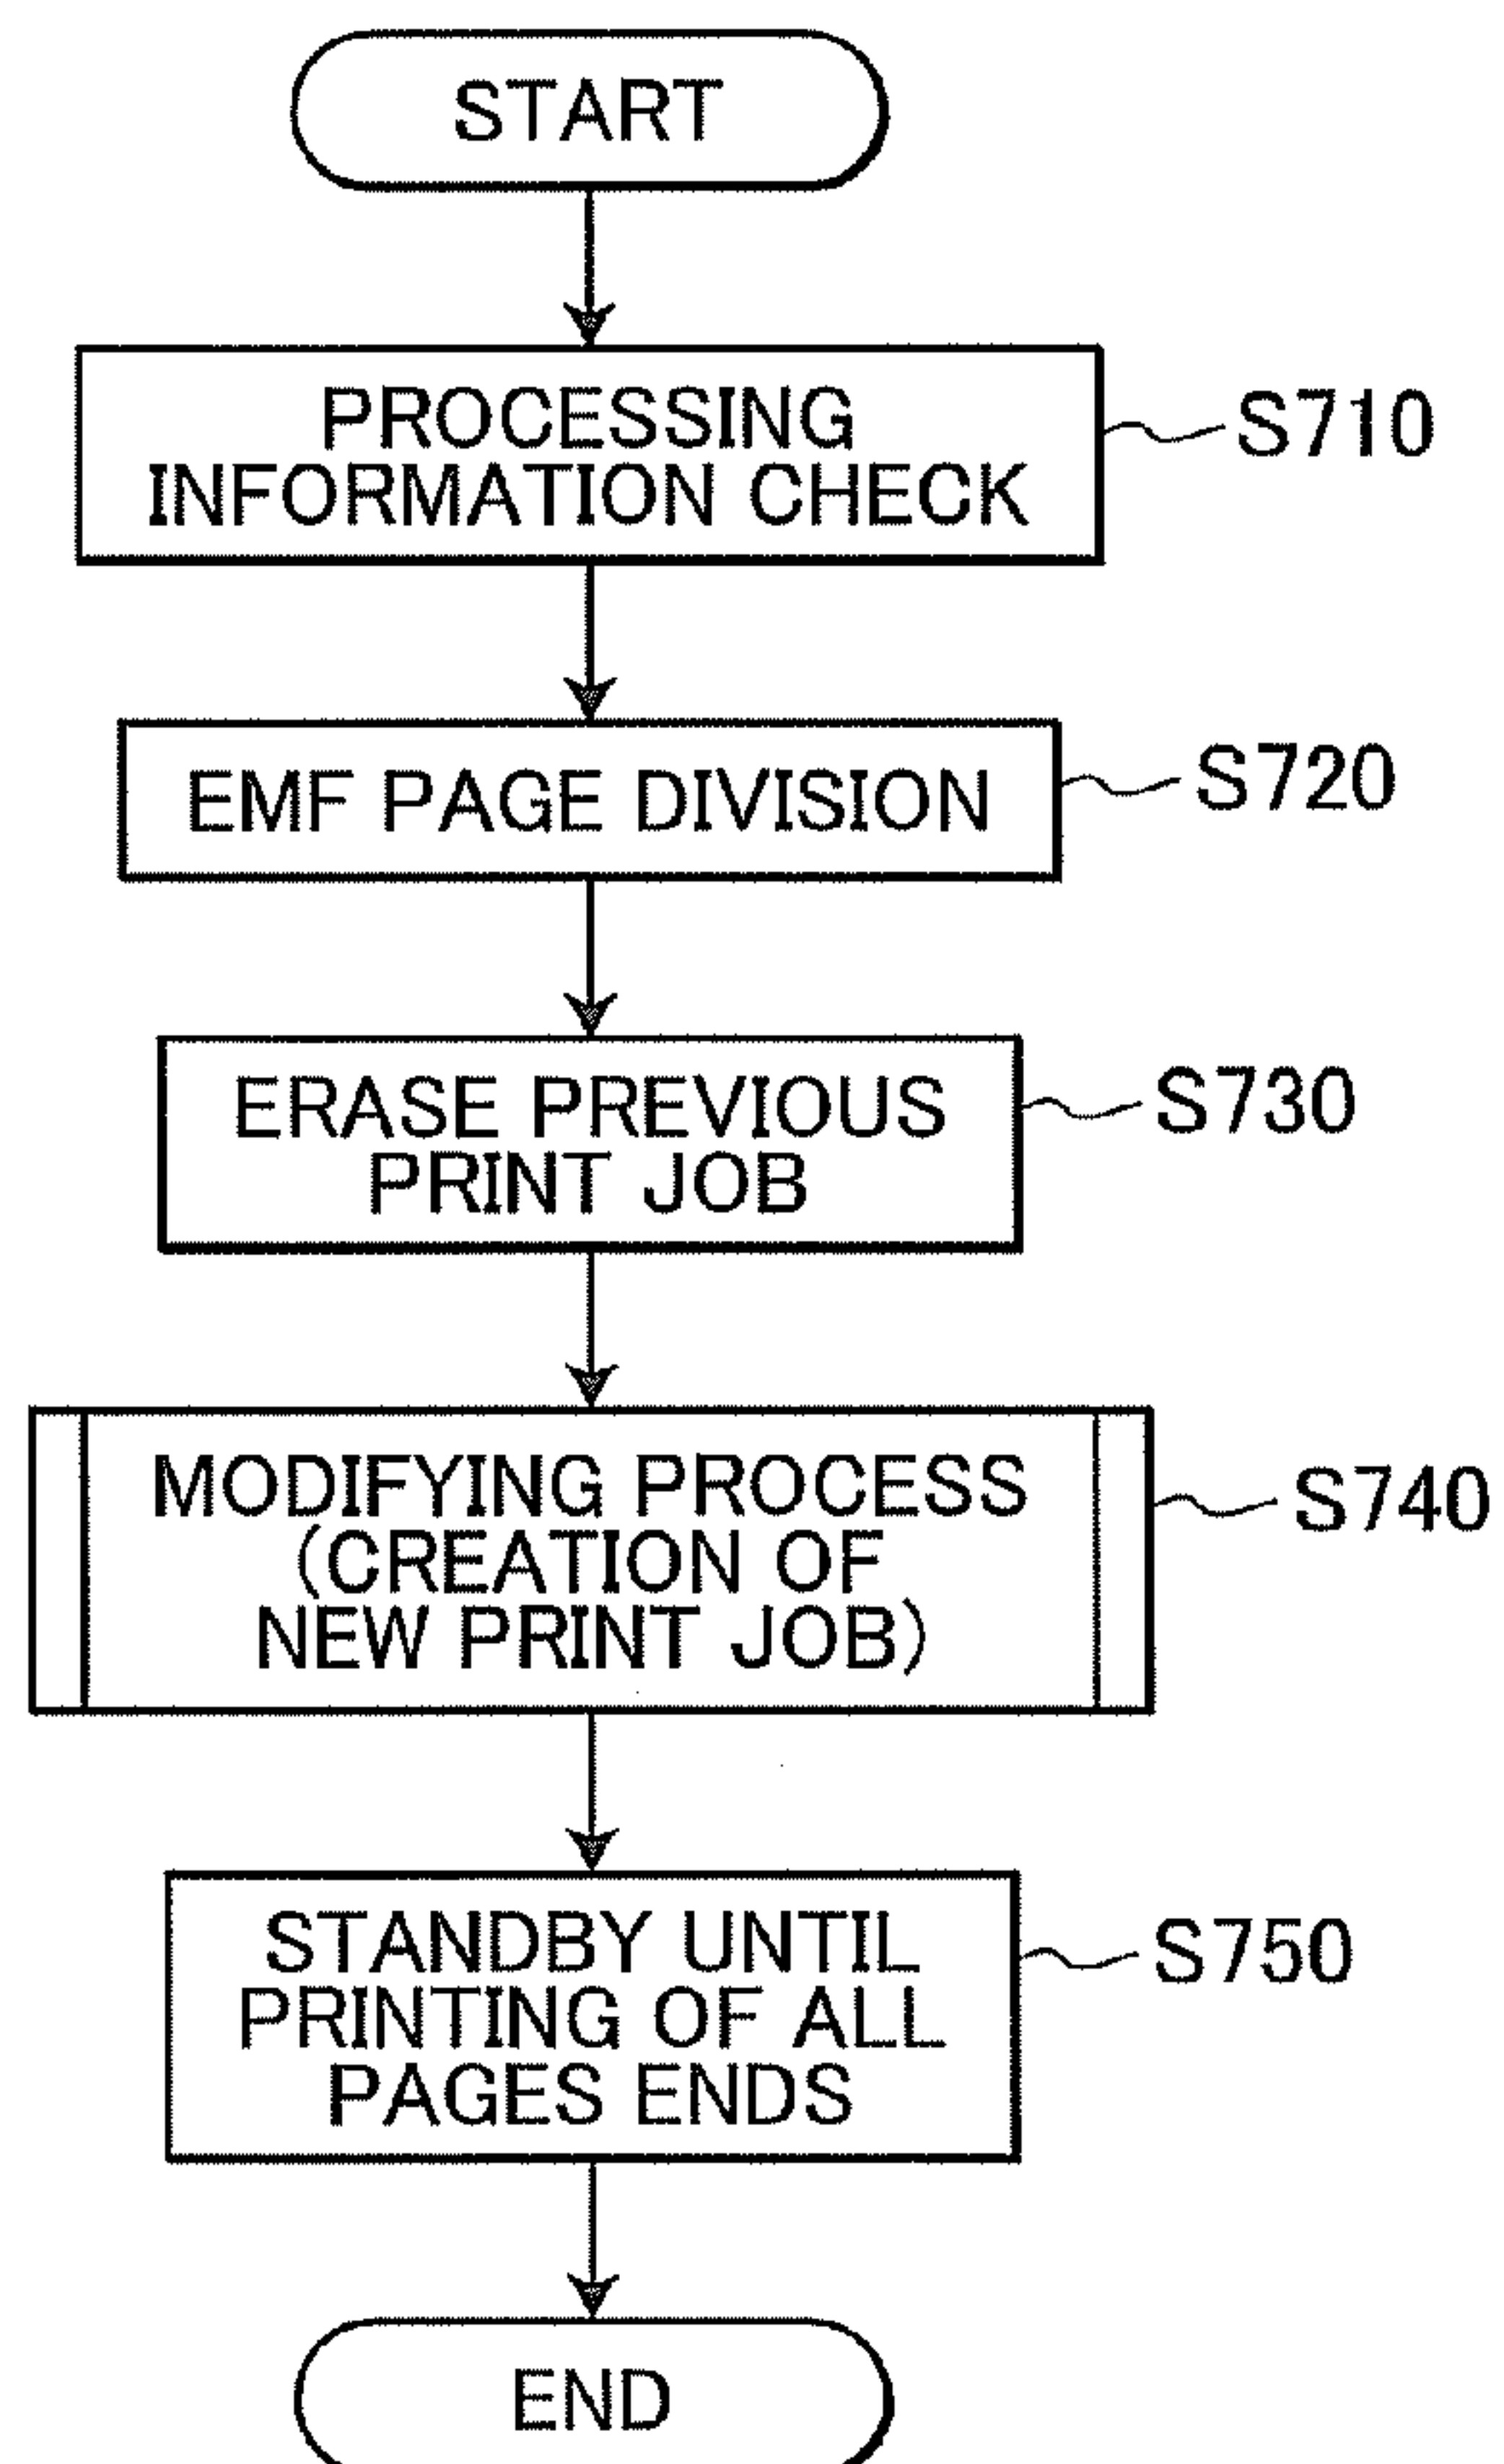 START
PROCESSING
INFORMATION CHECK
S710
EMF PAGE DIVISION
S720
ERASE PREVIOUS
PRINT JOB
S730
MODIFYING PROCESS
(CREATION OF
NEW PRINT JOB)
S740
STANDBY UNTIL
PRINTING OF ALL
PAGES ENDS
S750
END